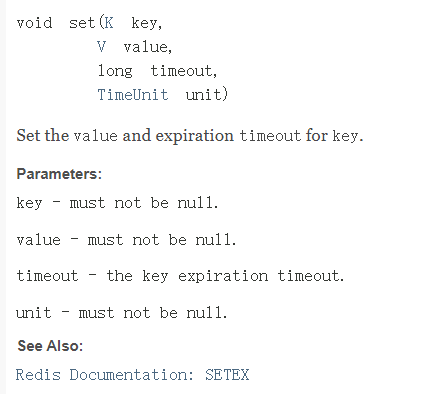 void set(K key,
V value,
long timeout,
TimeUnit unit)
Set the value and expiration timeout for key.
Parameters:
key - must not be null.
value - must not be null.
timeout - the key expiration timeout.
unit - must not be null.
See Also:
Redis Documentation: SETEX